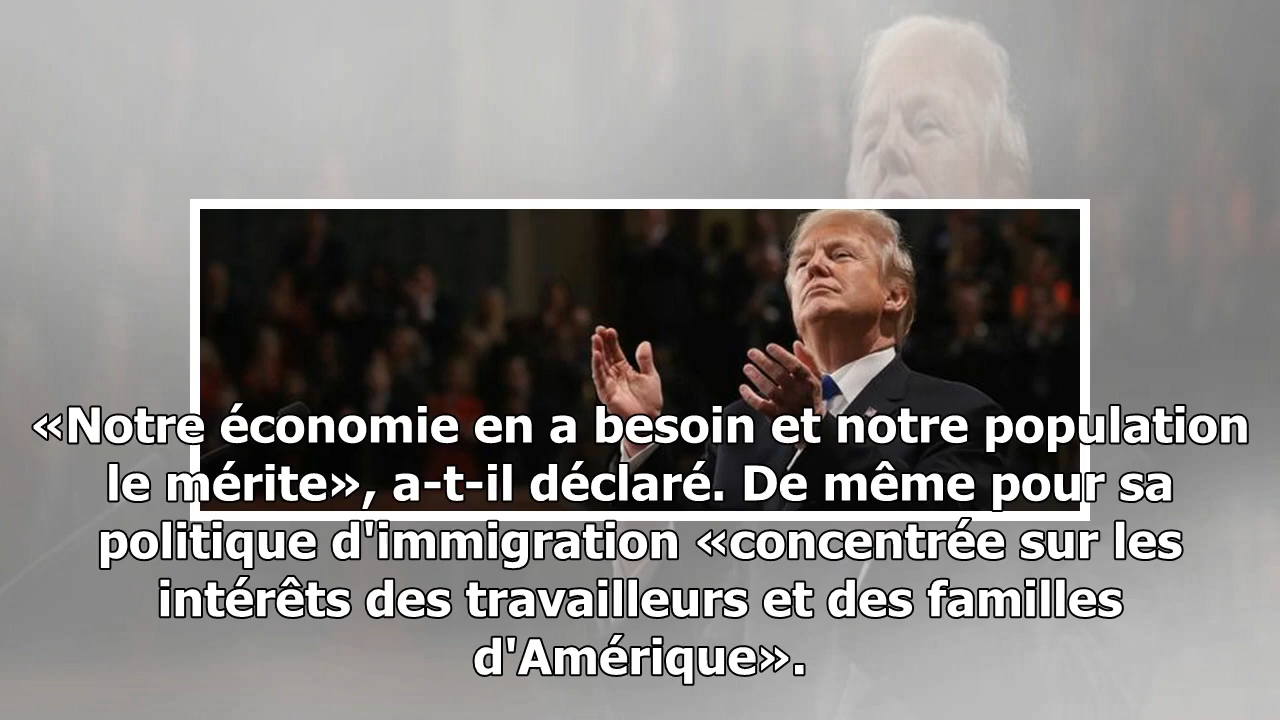 «Notre économie en a besoin et notre population
le mérite», a-t-il déclaré. De même pour sa
politique d'immigration «concentrée sur les
intérêts des travailleurs et des familles
d'Amérique».